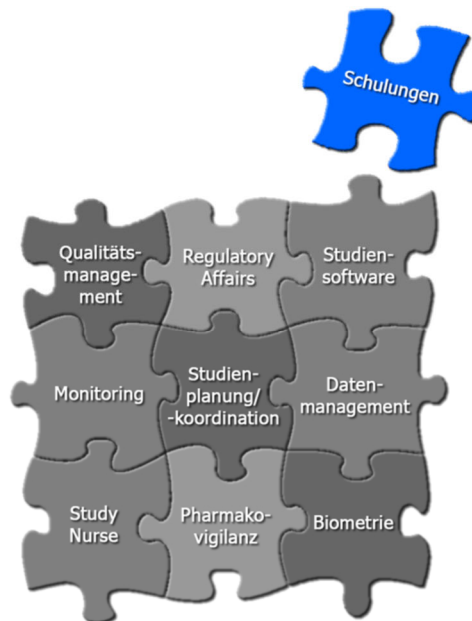 Schulungen
Qualitäts-
manage-
ment
Regulatory
Affairs
Studien-
software
Monitoring
Studien-
planung/
-koordination
Daten-
management
Study
Nurse
Pharmako-
vigilanz
Biometrie